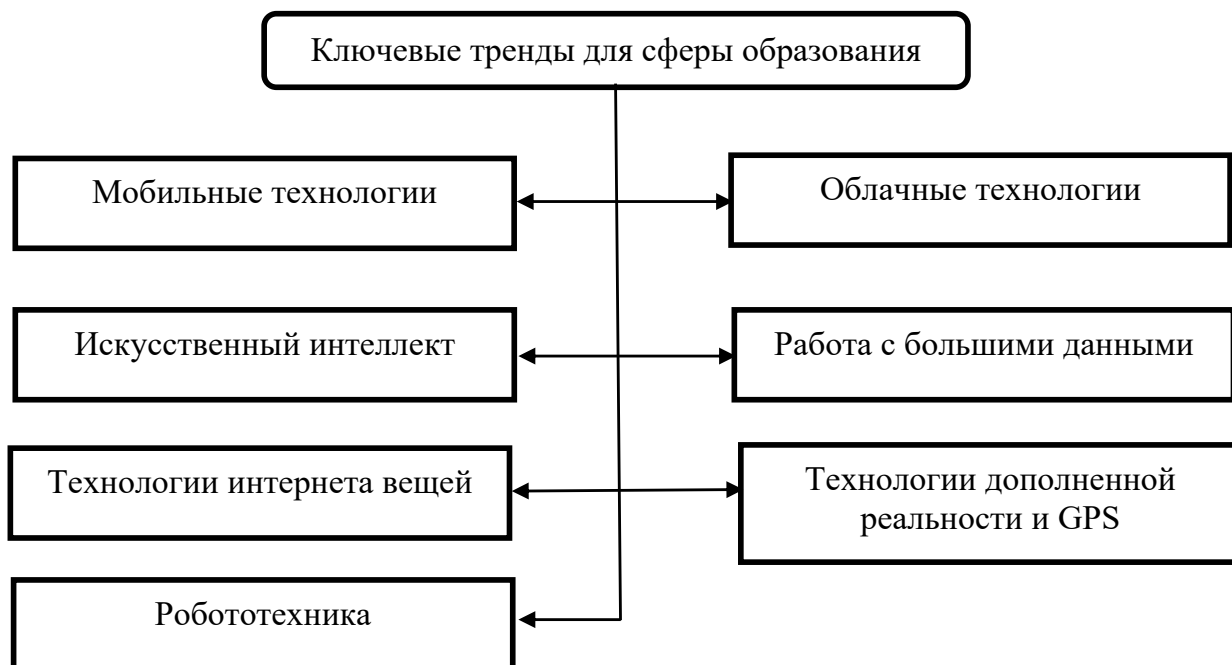 Ключевые тренды для сферы образования
Мобильные технологии
Облачные технологии
Искусственный интеллект
Работа с большими данными
Технологии интернета вещей
Технологии дополненной
реальности и GPS
Робототехника